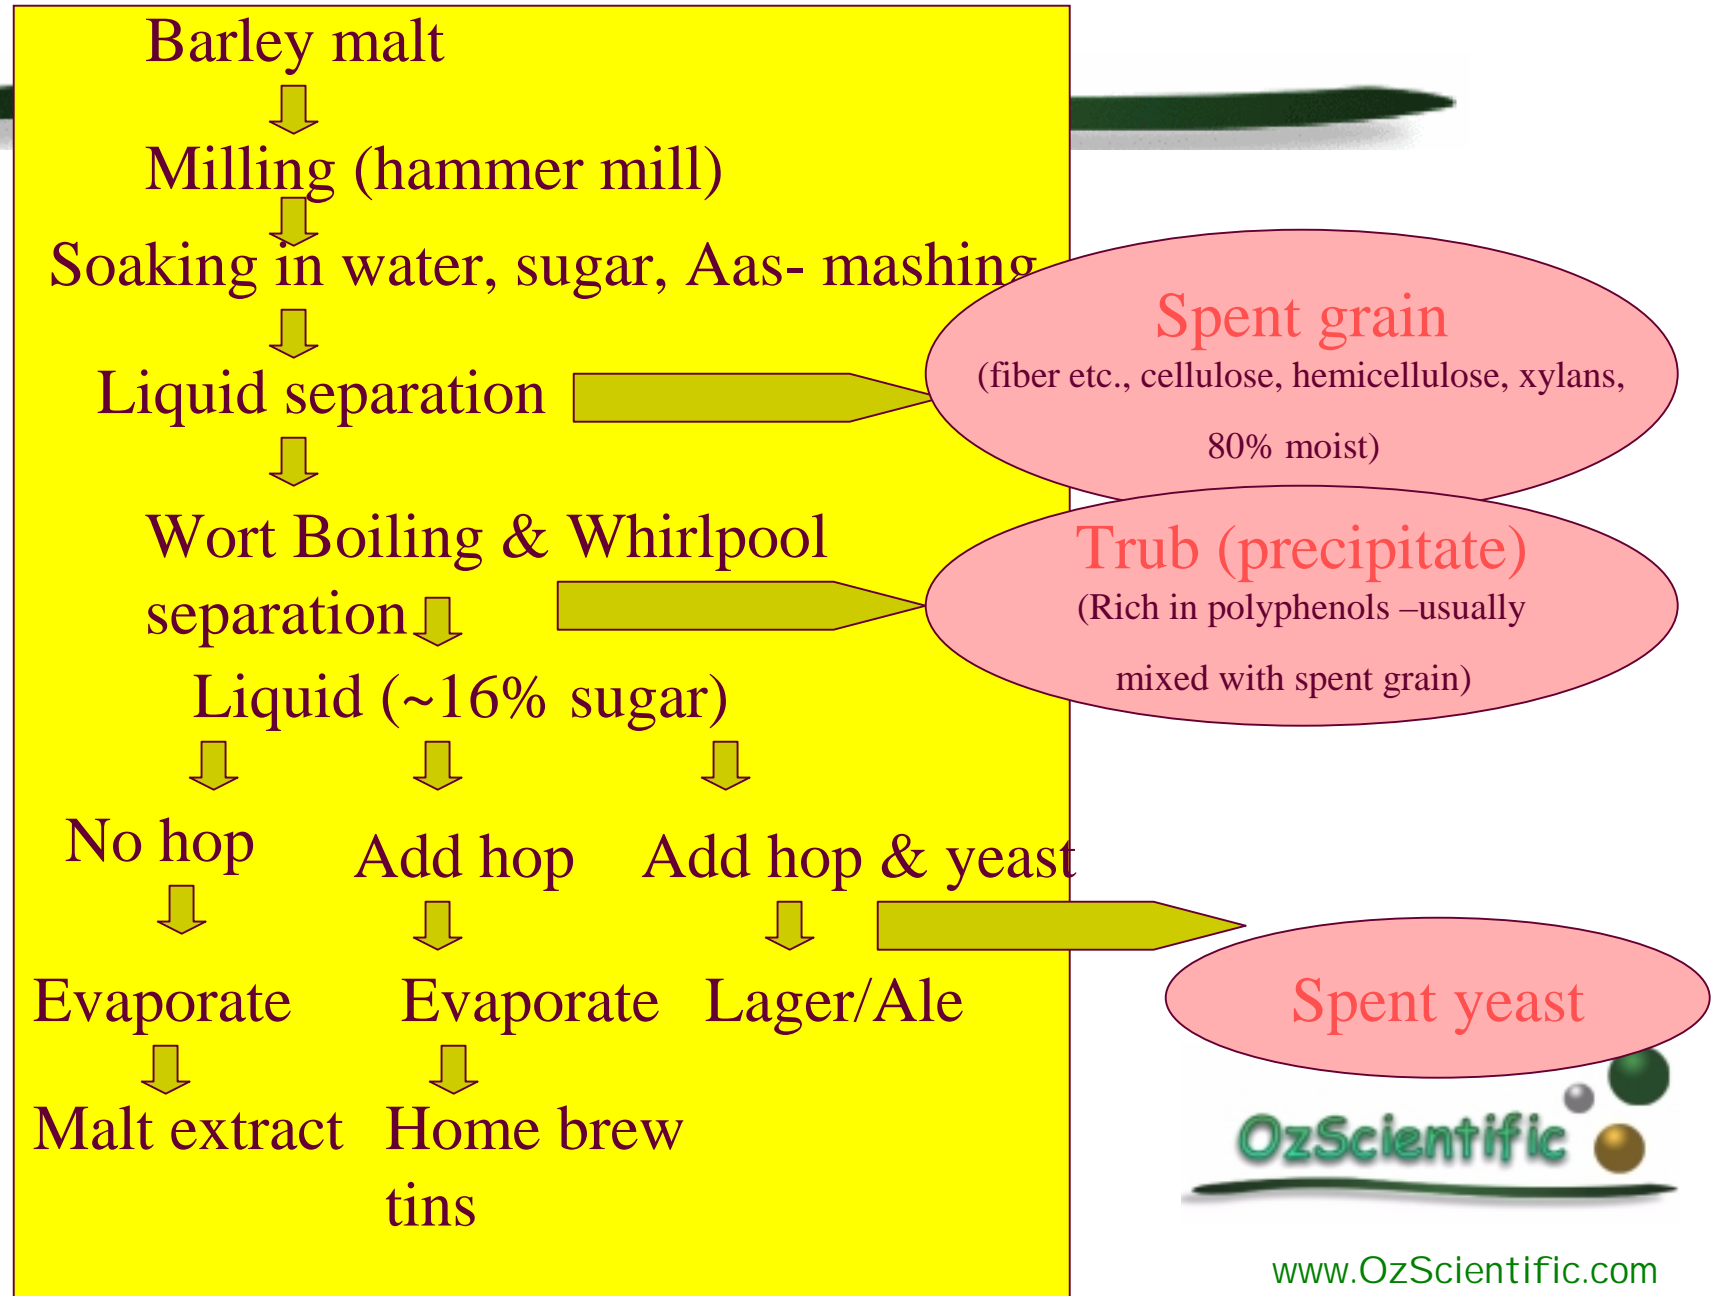 Barley malt
Milling (hammer mill)
Soaking in water, sugar, Aas- mashing
Liquid separation
Spent grain
(fiber etc., cellulose, hemicellulose, xylans,
80% moist)
Wort Boiling & Whirlpool
separation
Trub (precipitate)
(Rich in polyphenols –usually
mixed with spent grain)
Liquid (~16% sugar)
No hop
Add hop
Add hop & yeast
Evaporate
Evaporate
Lager/Ale
Spent yeast
Malt extract
Home brew
tins
OzScientific
www.OzScientific.com